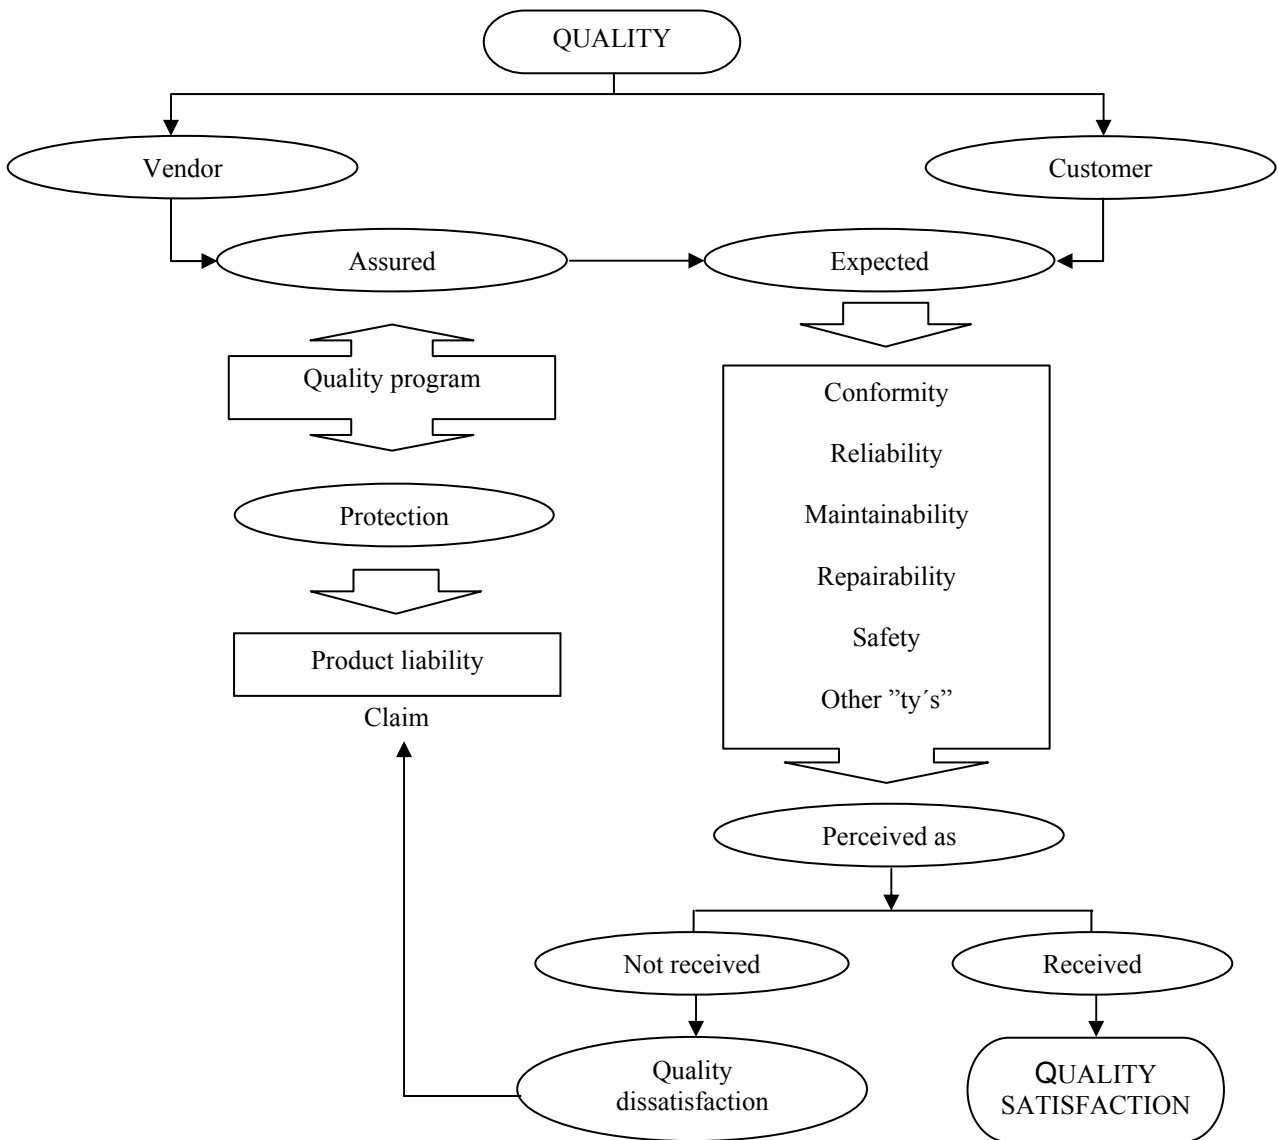 QUALITY
Vendor
Customer
Assured
Expected
Quality program
Conformity
Reliability
Maintainability
Repairability
Safety
Other ”ty´s”
Protection
Product liability
Claim
Perceived as
Not received
Received
Quality
dissatisfaction
QUALITY
SATISFACTION